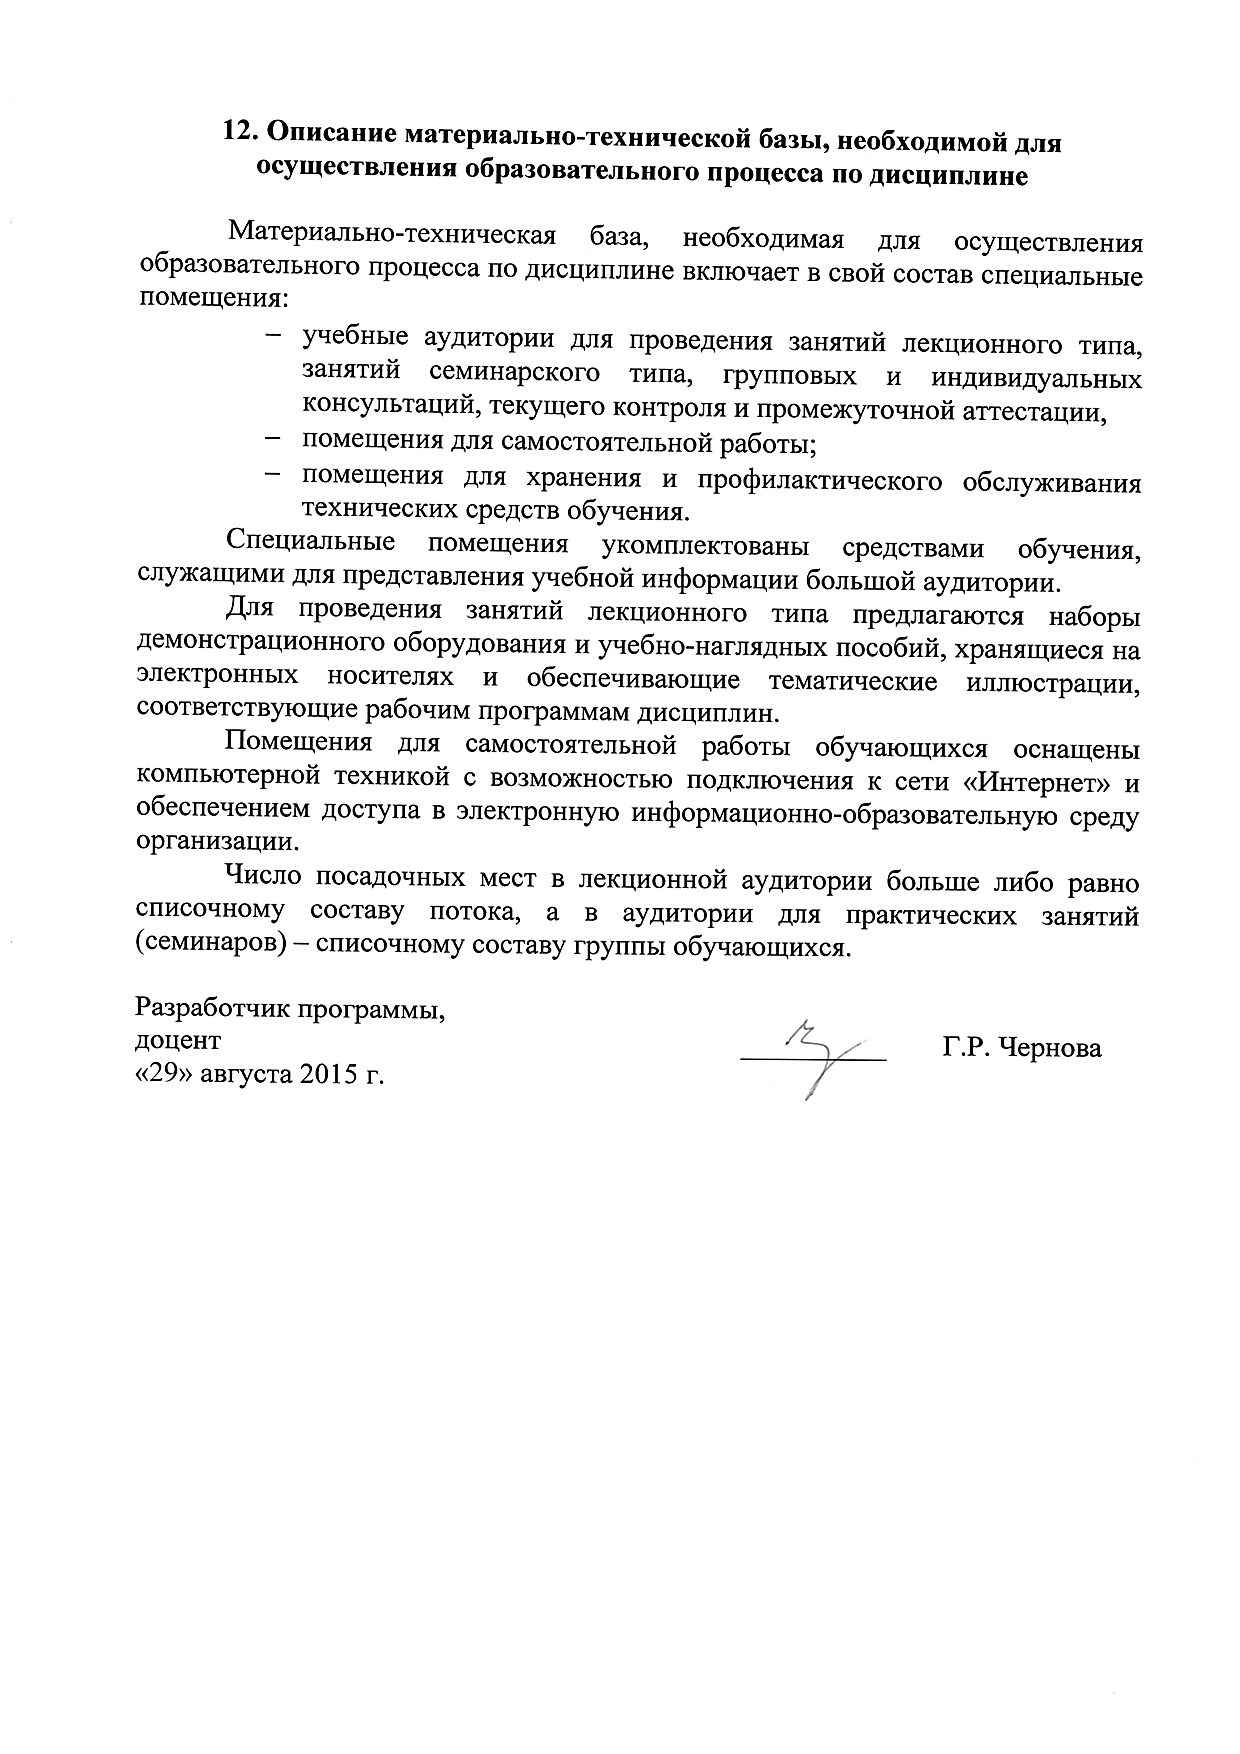 12. Описание материально-технической базы, необходимой для
осуществления образовательного процесса по дисциплине
Материально-техническая база, необходимая для осуществления
образовательного процесса по дисциплине включает в свой состав специальные
помещения:
– учебные аудитории для проведения занятий лекционного типа,
занятий семинарского типа, групповых и индивидуальных
консультаций, текущего контроля и промежуточной аттестации,
– помещения для самостоятельной работы;
– помещения для хранения и профилактического обслуживания
технических средств обучения.
Специальные помещения укомплектованы средствами обучения,
служащими для представления учебной информации большой аудитории.
Для проведения занятий лекционного типа предлагаются наборы
демонстрационного оборудования и учебно-наглядных пособий, хранящиеся на
электронных носителях и обеспечивающие тематические иллюстрации,
соответствующие рабочим программам дисциплин.
Помещения для самостоятельной работы обучающихся оснащены
компьютерной техникой с возможностью подключения к сети «Интернет» и
обеспечением доступа в электронную информационно-образовательную среду
организации.
Число посадочных мест в лекционной аудитории больше либо равно
списочному составу потока, а в аудитории для практических занятий
(семинаров) – списочному составу группы обучающихся.
Разработчик программы,
доцент
Г.Р. Чернова
«29» августа 2015 г.